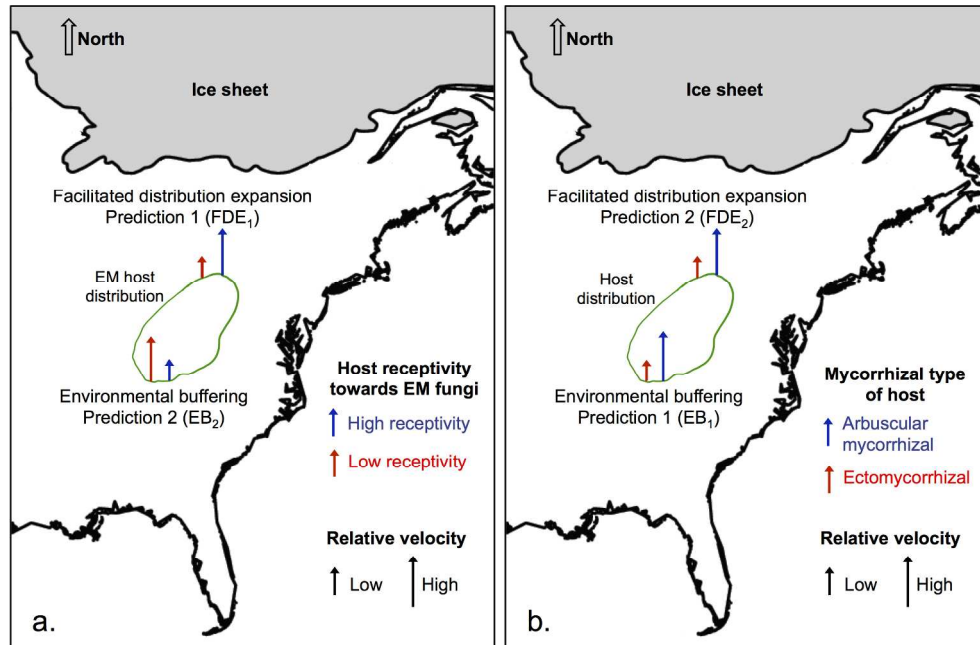 North
Ice sheet
Facilitated distribution expansion
Prediction 1 (FDE₁)
EM host
distribution
Environmental buffering
Prediction 2 (EB₂)
Host receptivity
towards EM fungi
High receptivity
Low receptivity
Relative velocity
Low High
a.
North
Ice sheet
Facilitated distribution expansion
Prediction 2 (FDE₂)
Host
distribution
Environmental buffering
Prediction 1 (EB₁)
Mycorrhizal type
of host
Arbuscular
mycorrhizal
Ectomycorrhizal
Relative velocity
Low High
b.